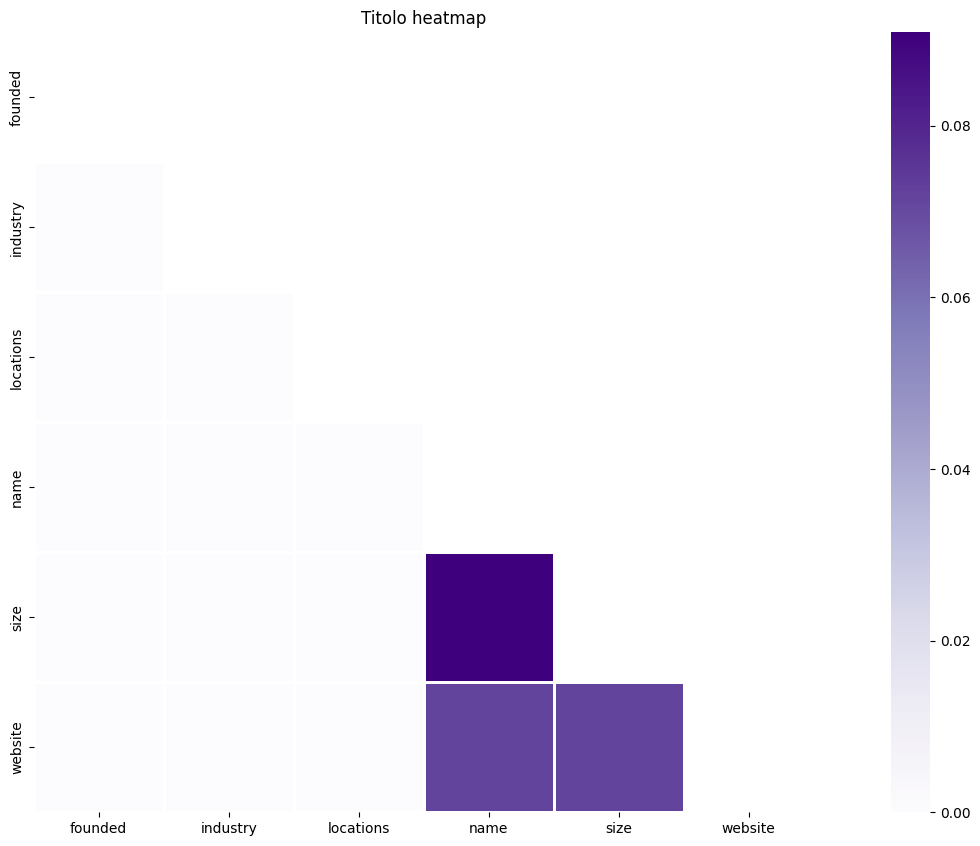 Titolo heatmap
founded
industry
locations
name
size
website
founded industry locations name size website
0.08
0.06
0.04
0.02
0.00